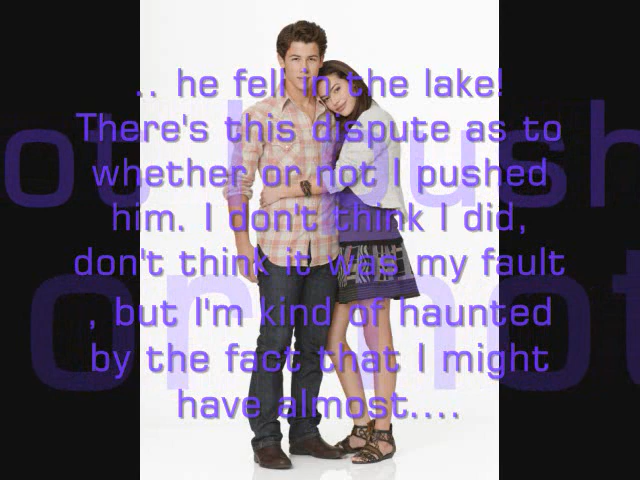 .. he fell in the lake!
There's this dispute as to
whether or not I pushed
him. I don't think I did,
don't think it was my fault
, but I'm kind of haunted
by the fact that I might
have almost....